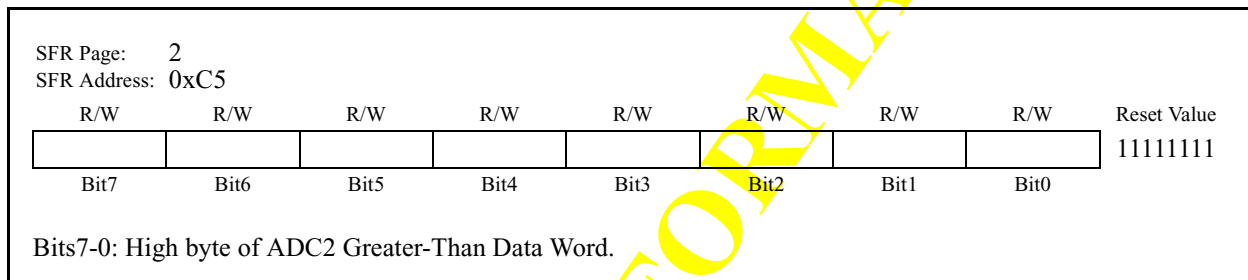 SFR Page: 2
SFR Address: 0xC5
R/W R/W R/W R/W R/W R/W R/W R/W Reset Value
11111111
Bit7 Bit6 Bit5 Bit4 Bit3 Bit2 Bit1 Bit0
Bits7-0: High byte of ADC2 Greater-Than Data Word.